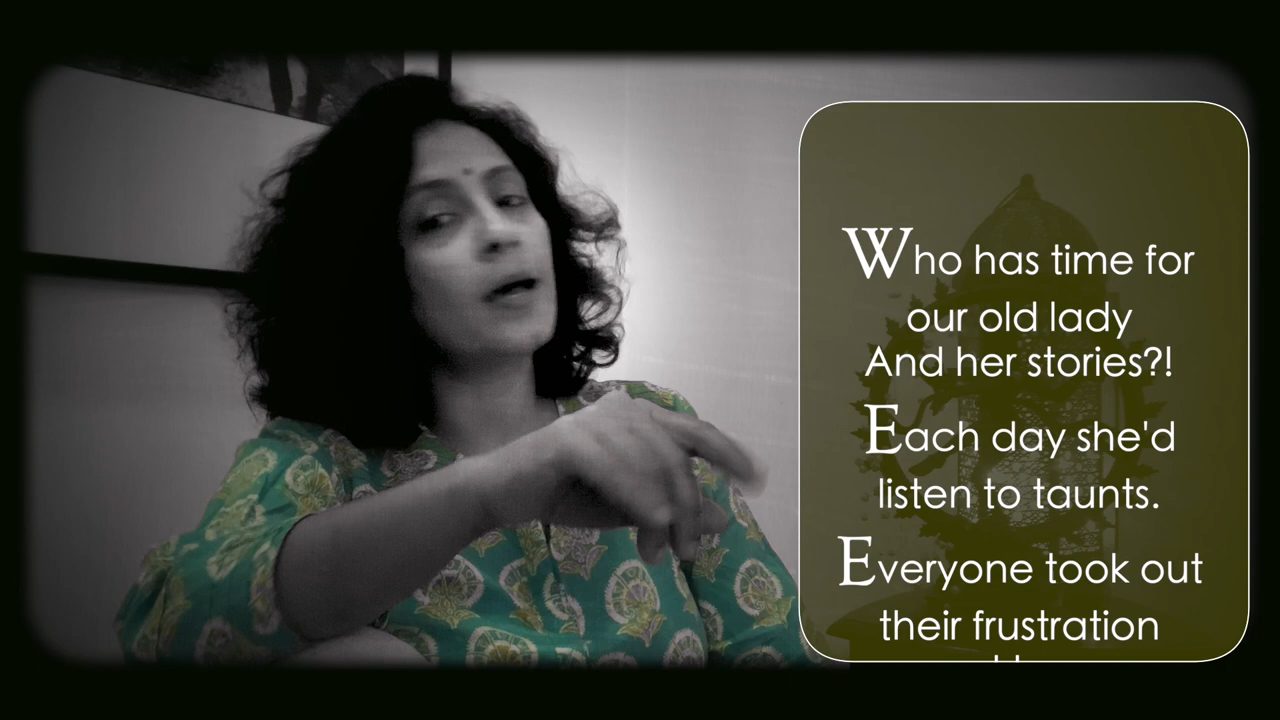 Who has time for
our old lady
And her stories?!
Each day she'd
listen to taunts.
Everyone took out
their frustration